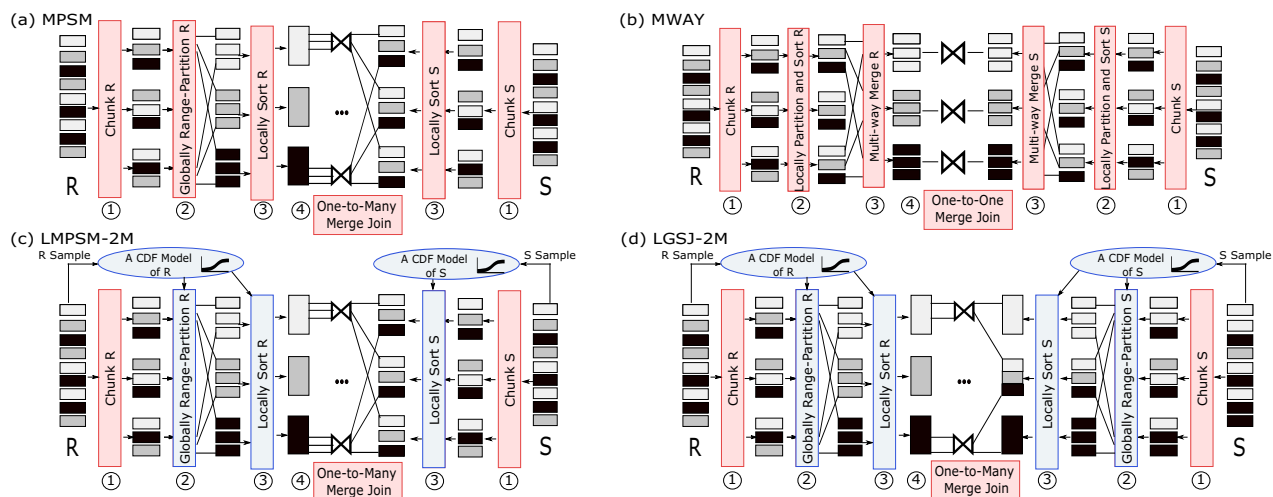 (a) MPSM
R
Chunk R
Globally Range-Partition R
Locally Sort R
...
Locally Sort S
Chunk S
S
① ② ③ ④ One-to-Many ③ ①
Merge Join
(b) MWAY
R
Chunk R
Locally Partition and Sort R
Multi-way Merge R
Multi-way Merge S
Locally Partition and Sort S
Chunk S
S
① ② ③ ④ One-to-One ③ ② ①
Merge Join
(c) LMPSM-2M
R Sample
A CDF Model
of R
A CDF Model
of S
S Sample
R
Chunk R
Globally Range-Partition R
Locally Sort R
...
Locally Sort S
Chunk S
S
① ② ③ ④ One-to-Many ③ ①
Merge Join
(d) LGSJ-2M
R Sample
A CDF Model
of R
A CDF Model
of S
S Sample
R
Chunk R
Globally Range-Partition R
Locally Sort R
...
Locally Sort S
Globally Range-Partition S
Chunk S
S
① ② ③ ④ One-to-Many ③ ② ①
Merge Join